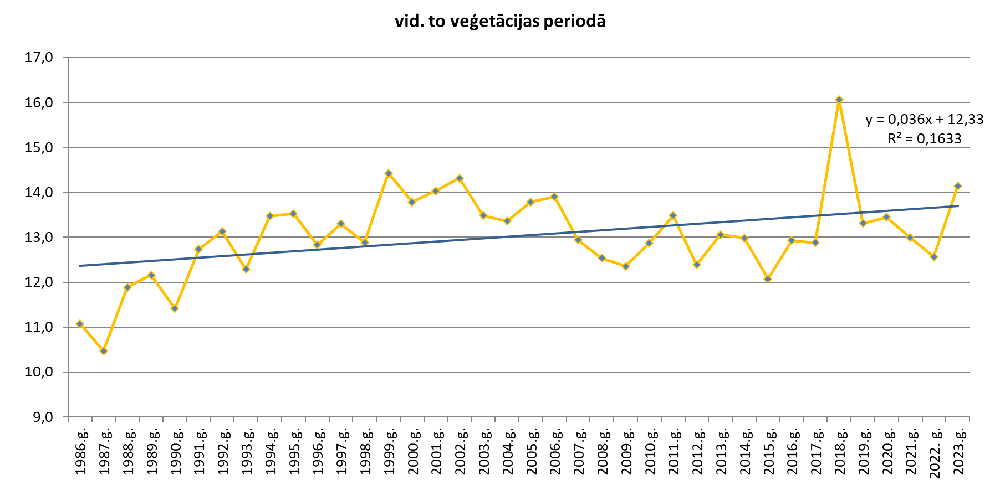 vid. to veģetācijas periodā
17,0
16,0
15,0
14,0
13,0
12,0
11,0
10,0
9,0
y = 0,036x + 12,33
R² = 0,1633
1986.g.
1987.g.
1988.g.
1989.g.
1990.g.
1991.g.
1992.g.
1993.g.
1994.g.
1995.g.
1996.g.
1997.g.
1998.g.
1999.g.
2000.g.
2001.g.
2002.g.
2003.g.
2004.g.
2005.g.
2006.g.
2007.g.
2008.g.
2009.g.
2010.g.
2011.g.
2012.g.
2013.g.
2014.g.
2015.g.
2016.g.
2017.g.
2018.g.
2019.g.
2020.g.
2021.g.
2022. g.
2023.g.